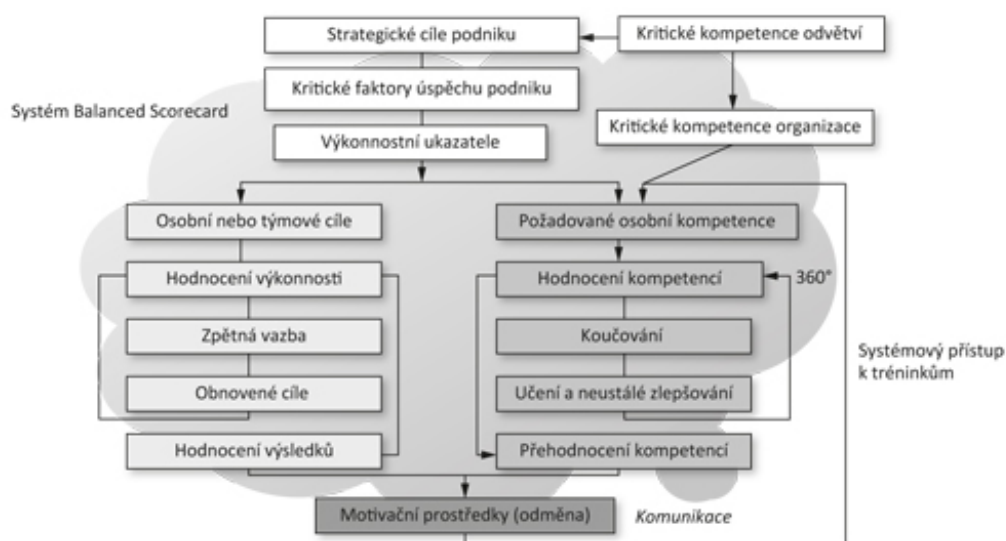 Strategické cíle podniku
Kritické kompetence odvětví
Kritické faktory úspěchu podniku
Systém Balanced Scorecard
Kritické kompetence organizace
Výkonnostní ukazatele
Osobní nebo týmové cíle
Požadované osobní kompetence
Hodnocení výkonnosti
Hodnocení kompetencí
360°
Zpětná vazba
Koučování
Systémový přístup
k tréninkům
Obnovené cíle
Učení a neustálé zlepšování
Hodnocení výsledků
Přehodnocení kompetencí
Motivační prostředky (odměna)
Komunikace